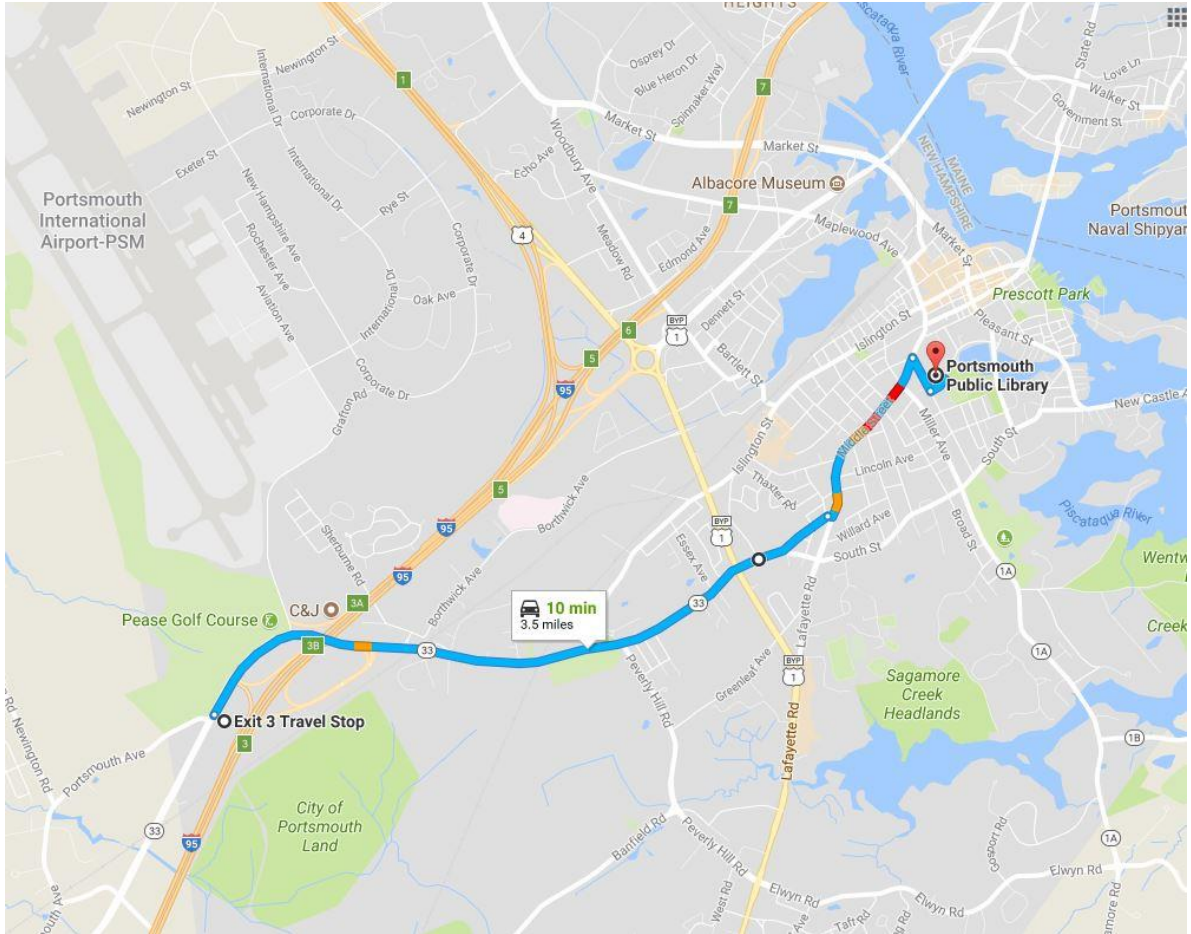 HEIGHTS
Piscataqua River
State Rd
Love Ln
Walker St
Government St
Newington St
International Dr
Newington St
Corporate Dr
Exeter St
International Dr
New Hampshire Ave
Rye St
Rochester Ave
Corporate Dr
International Dr
Oak Ave
Aviation Ave
Corporate Dr
Grafton Rd
1
4
Osprey Dr
Blue Heron Dr
Spinnaker Way
7
Market St
Market St
Woodbury Ave
Echo Ave
Albacore Museum
7
Maplewood Ave
Meadow Rd
Edmond Ave
MAINE
NEW HAMPSHIRE
Market St
Portsmouth
International
Airport-PSM
Portsmout
Naval Shipyar
Prescott Park
Pleasant St
Dennett St
Islington St
BYP
1
6
5
95
Bartlett St
Portsmouth
Public Library
New Castle A
South St
Miller Ave
Middle Street
Islington St
Lincoln Ave
Thaxter Rd
Willard Ave
South St
Broad St
Piscataqua River
1A
Wentw
Creek
5
95
Borthwick Ave
BYP
1
Essex Ave
Sherburne Rd
95
Borthwick Ave
3A
C&J
Pease Golf Course
3B
33
10 min
3.5 miles
33
Lafayette Rd
Greenleaf Ave
BYP
1
Peverly Hill Rd
Lafayette Rd
Sagamore
Creek
Headlands
1A
1B
Exit 3 Travel Stop
3
Newington Rd
Portsmouth Ave
33
95
City of
Portsmouth
Land
Banfield Rd
Peverly Hill Rd
Elwyn Rd
Elwyn Rd
West Rd
Taft Rd
Gosport Rd
1A
Elwyn Rd
amore Rd
outh Ave